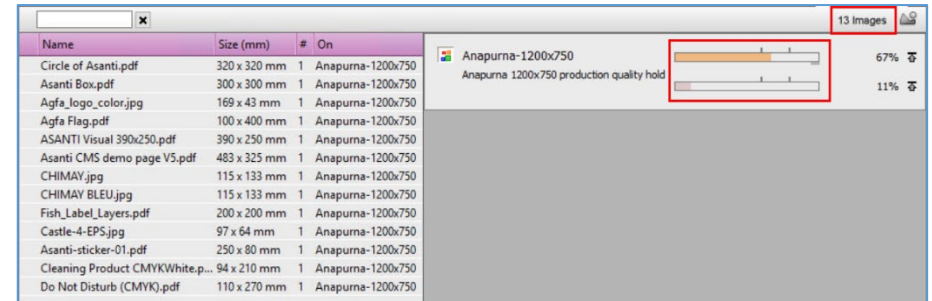 13 Images
Name Size (mm) # On
Circle of Asanti.pdf 320 x 320 mm 1 Anapurna-1200x750
Asanti Box.pdf 300 x 300 mm 1 Anapurna-1200x750
Agfa_logo_color.jpg 169 x 43 mm 1 Anapurna-1200x750
Agfa Flag.pdf 100 x 400 mm 1 Anapurna-1200x750
ASANTI Visual 390x250.pdf 390 x 250 mm 1 Anapurna-1200x750
Asanti CMS demo page V5.pdf 483 x 325 mm 1 Anapurna-1200x750
CHIMAY.jpg 115 x 133 mm 1 Anapurna-1200x750
CHIMAY BLEU.jpg 115 x 133 mm 1 Anapurna-1200x750
Fish_Label_Layers.pdf 200 x 200 mm 1 Anapurna-1200x750
Castle-4-EPS.jpg 97 x 64 mm 1 Anapurna-1200x750
Asanti-sticker-01.pdf 250 x 80 mm 1 Anapurna-1200x750
Cleaning Product CMYKWhite.p... 94 x 210 mm 1 Anapurna-1200x750
Do Not Disturb (CMYK).pdf 110 x 270 mm 1 Anapurna-1200x750
Anapurna-1200x750 67%
Anapurna 1200x750 production quality hold 11%